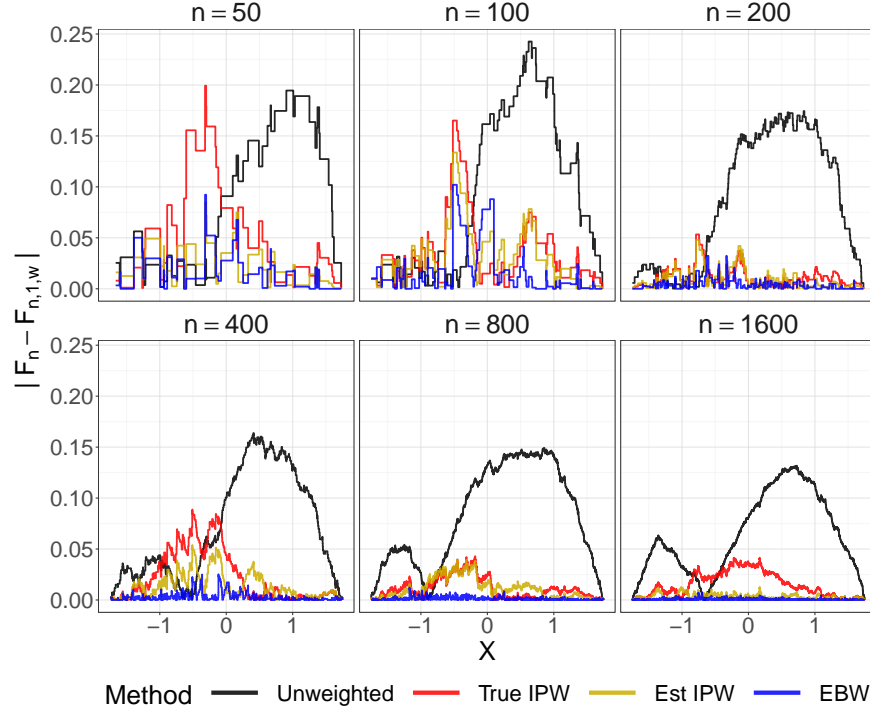 n = 50 n = 100 n = 200
0.25
0.20
0.15
0.10
0.05
0.00
n = 400 n = 800 n = 1600
0.25
0.20
0.15
0.10
0.05
0.00
−1 0 1 −1 0 1 −1 0 1
| Fn − Fn,1,w |
X
Method Unweighted True IPW Est IPW EBW